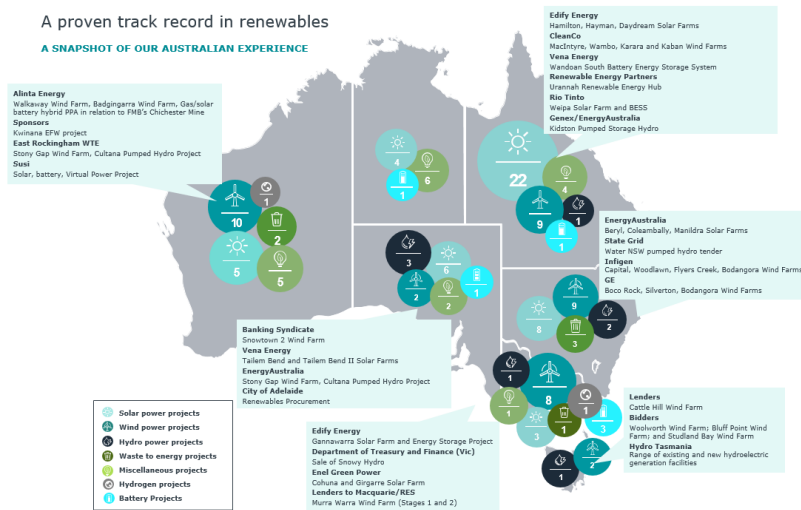 A proven track record in renewables
A SNAPSHOT OF OUR AUSTRALIAN EXPERIENCE
Edify Energy
Hamilton, Hayman, Daydream Solar Farms
CleanCo
MacIntyre, Wambo, Karara and Kaban Wind Farms
Vena Energy
Wandoan South Battery Energy Storage System
Renewable Energy Partners
Urannah Renewable Energy Hub
Rio Tinto
Weipa Solar Farm and BESS
Genex/EnergyAustralia
Kidston Pumped Storage Hydro
Alinta Energy
Walkaway Wind Farm, Badgingarra Wind Farm, Gas/solar
battery hybrid PPA in relation to FMB's Chichester Mine
Sponsors
Kwinana EFW project
East Rockingham WTE
Stony Gap Wind Farm, Cultana Pumped Hydro Project
Susi
Solar, battery, Virtual Power Project
4
6
1
22
4
9
1
1
10
1
2
5
5
EnergyAustralia
Beryl, Coleambally, Manildra Solar Farms
State Grid
Water NSW pumped hydro tender
Infigen
Capital, Woodlawn, Flyers Creek, Bodangora Wind Farms
GE
Boco Rock, Silverton, Bodangora Wind Farms
3
6
2
2
1
9
8
2
3
Banking Syndicate
Snowtown 2 Wind Farm
Vena Energy
Tailem Bend and Tailem Bend II Solar Farms
EnergyAustralia
Stony Gap Wind Farm, Cultana Pumped Hydro Project
City of Adelaide
Renewables Procurement
1
8
1
1
3
1
3
1
2
Lenders
Cattle Hill Wind Farm
Bidders
Woolworth Wind Farm; Bluff Point Wind
Farm; and Studland Bay Wind Farm
Hydro Tasmania
Range of existing and new hydroelectric
generation facilities
Solar power projects
Wind power projects
Hydro power projects
Waste to energy projects
Miscellaneous projects
Hydrogen projects
Battery Projects
Edify Energy
Gannawarra Solar Farm and Energy Storage Project
Department of Treasury and Finance (Vic)
Sale of Snowy Hydro
Enel Green Power
Cohuna and Girgarre Solar Farm
Lenders to Macquarie/RES
Murra Warra Wind Farm (Stages 1 and 2)